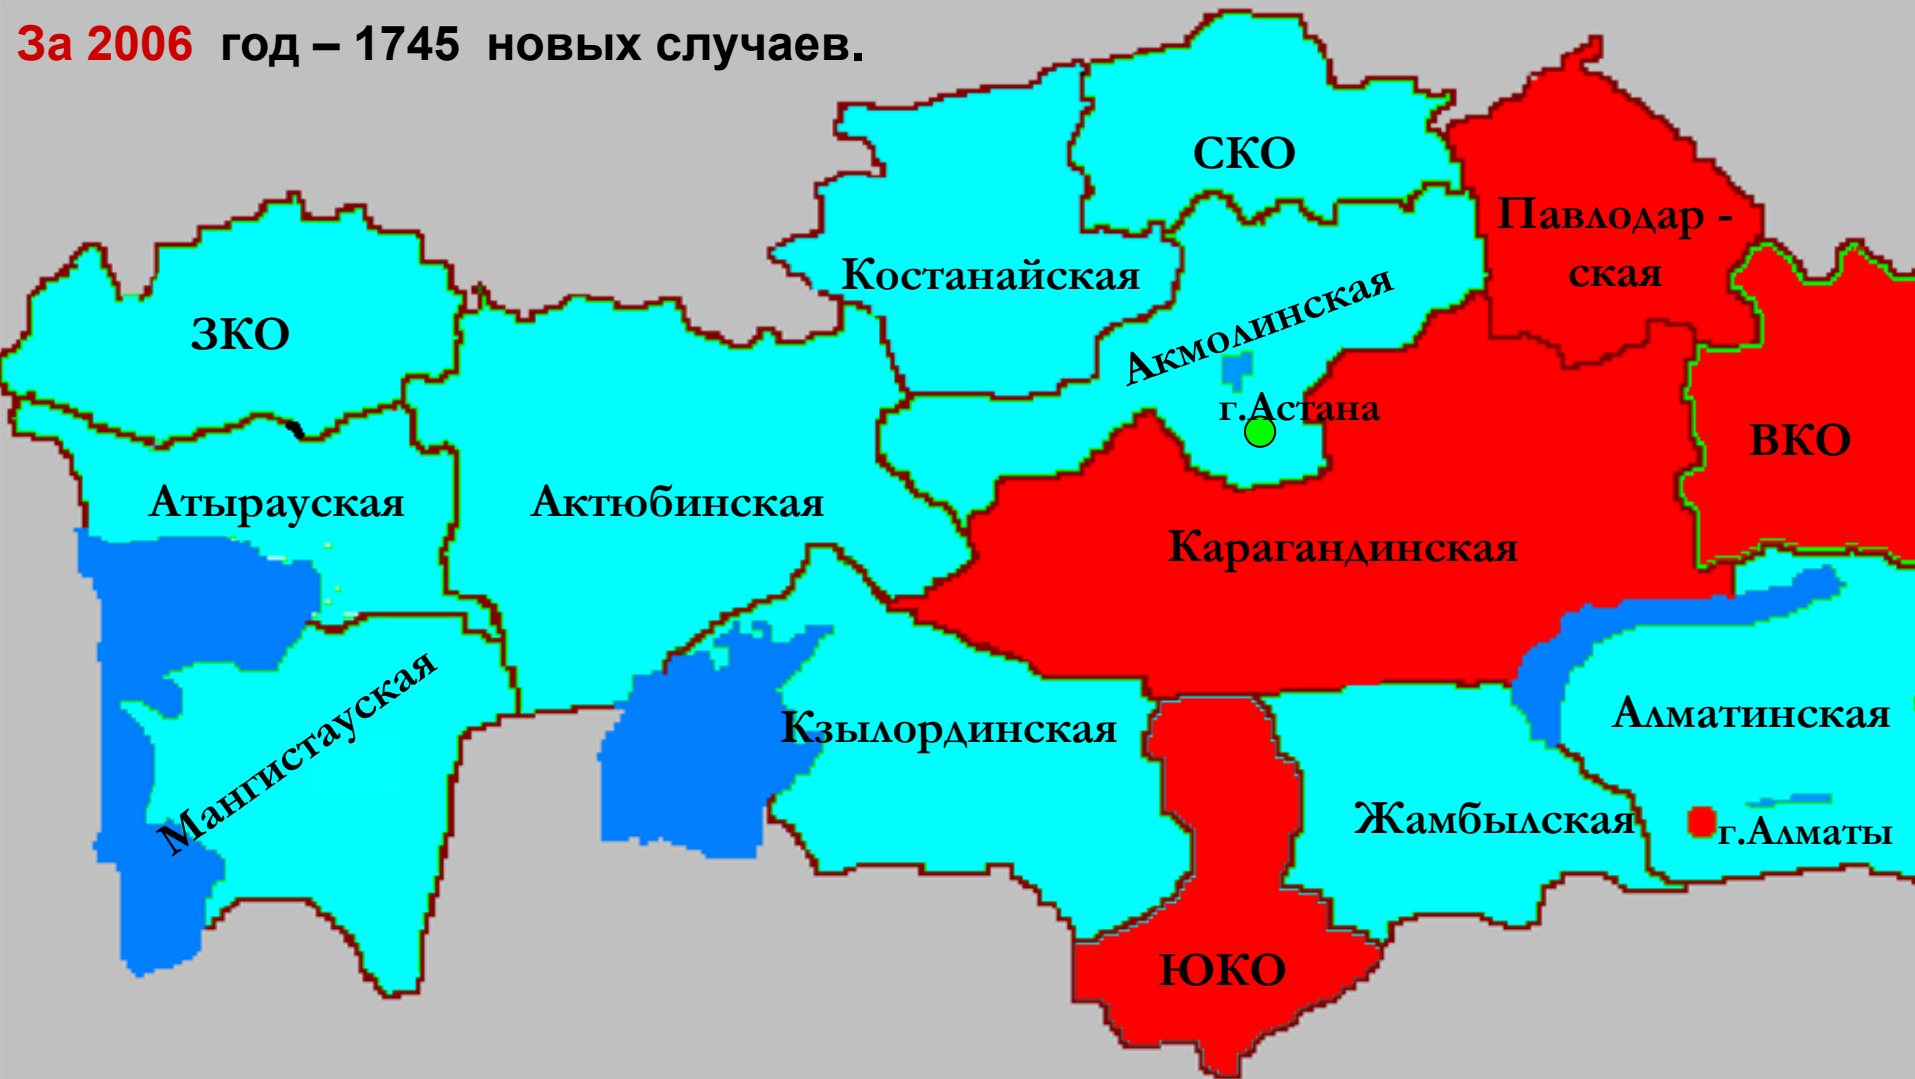 За 2006 год – 1745 новых случаев.
СКО
Павлодар -
ская
Костанайская
Акмолинская
ЗКО
г.Астана
ВКО
Атырауская
Актюбинская
Карагандинская
Мангистауская
Кзылординская
Алматинская
Жамбылская
г.Алматы
ЮКО